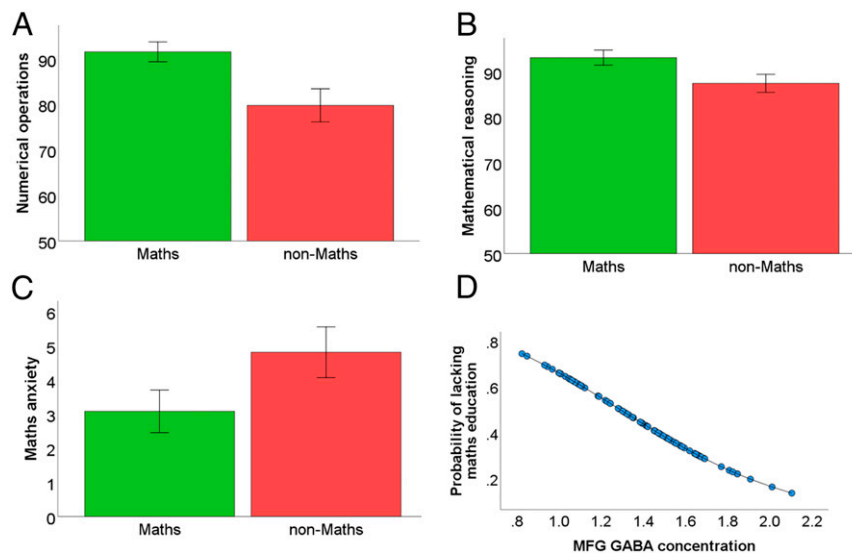 A
Numerical operations
90
80
70
60
50
Maths
non-Maths
B
Mathematical reasoning
90
80
70
60
50
Maths
non-Maths
C
Maths anxiety
6
5
4
3
2
1
0
Maths
non-Maths
D
Probability of lacking
maths education
.8
.6
.4
.2
.8 1.0 1.2 1.4 1.6 1.8 2.0 2.2
MFG GABA concentration